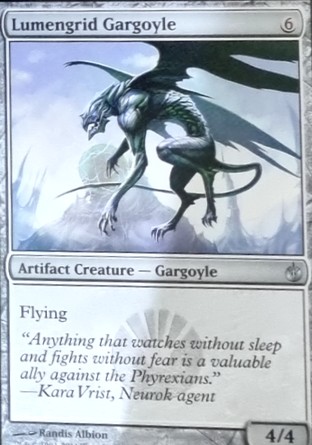 Lumengrid Gargoyle 6
Artifact Creature — Gargoyle
Flying
“Anything that watches without sleep
and fights without fear is a valuable
ally against the Phyrexians.”
—Kara Vrist, Neurok agent
Randis Albion
4/4